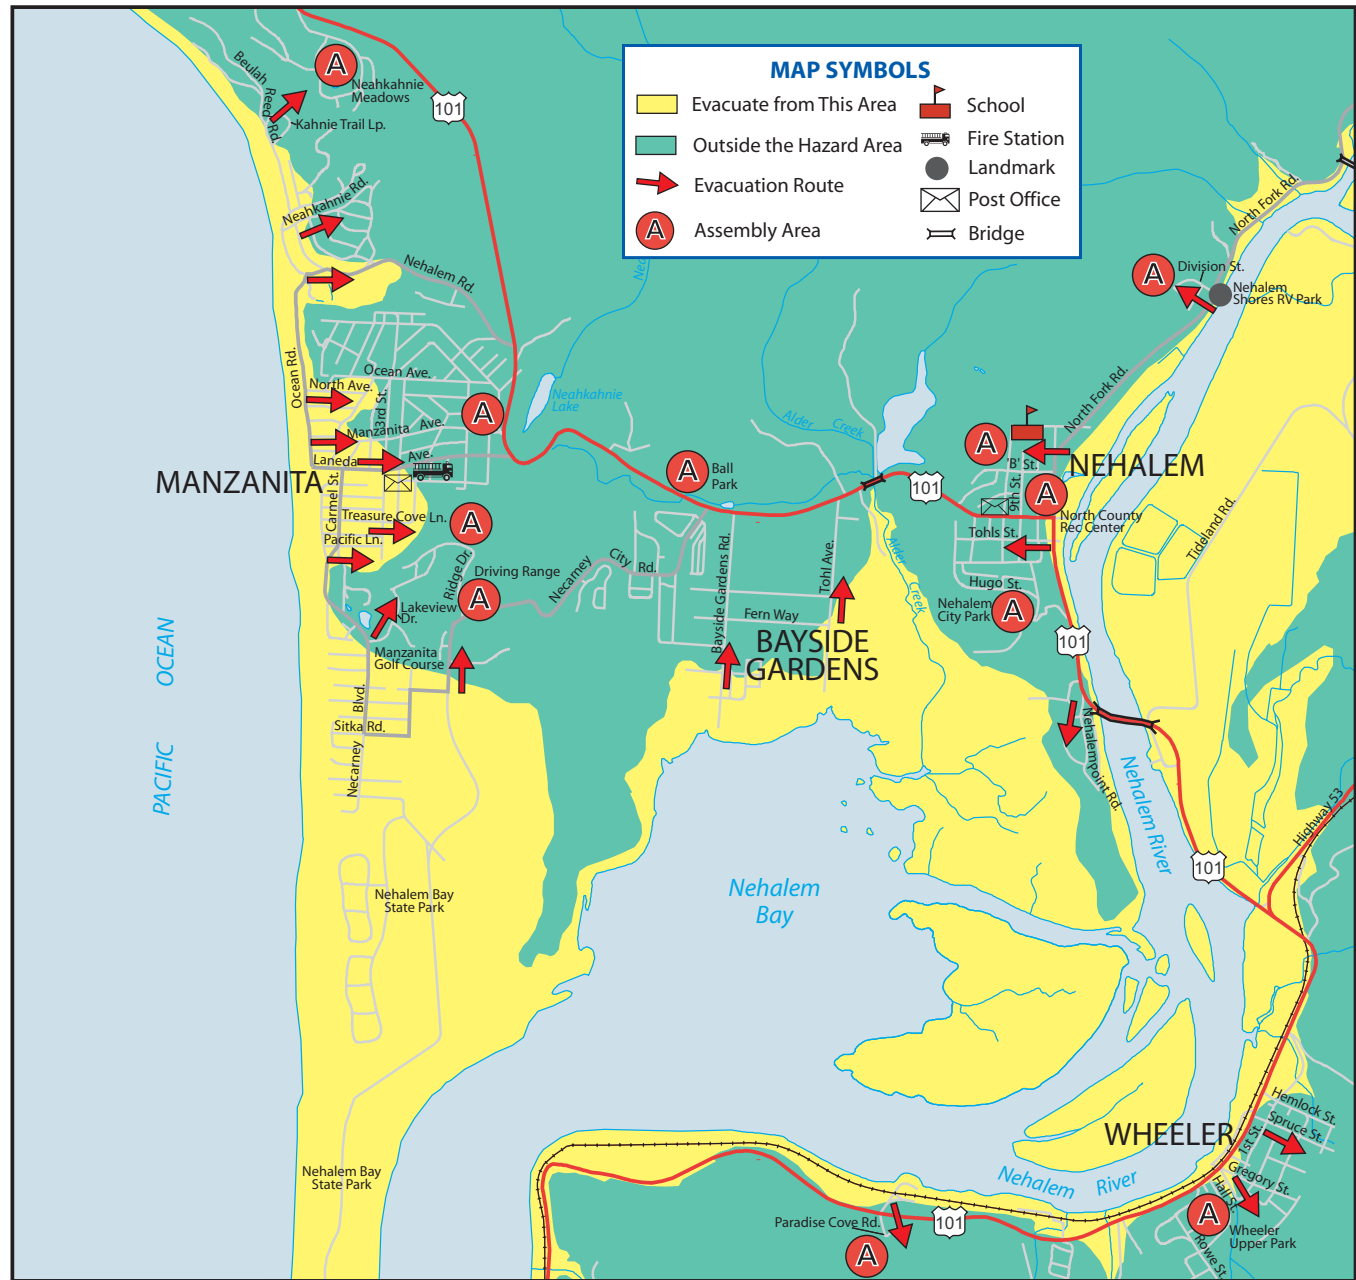 MAP SYMBOLS
Evacuate from This Area
Outside the Hazard Area
Evacuation Route
A
Assembly Area
School
Fire Station
Landmark
Post Office
Bridge
Beulah
Reed
Rd.
A
Neahkahnie
Meadows
Kahnie Trail Lp.
101
Neahkahnie Rd.
Nehalem Rd.
Nec
North Fork Rd.
A
Division St.
Nehalem
Shores RV Park
Ocean Rd.
Ocean Ave.
North Ave.
3rd St.
Manzanita Ave.
Laneda
Ave.
A
Neahkahnie
Lake
Alder
Creek
North Fork Rd.
A
'B' St.
NEHALEM
MANZANITA
Carmel St.
A
Ball
Park
101
9th St.
A
North County
Rec Center
Treasure Cove Ln.
A
Pacific Ln.
Tohls St.
Tideland Rd.
Ridge Dr.
Driving Range
A
Necarney
City
Rd.
Bayside Gardens Rd.
Tohl Ave.
Alder
Creek
Hugo St.
Nehalem
City Park
A
Lakeview
Dr.
Fern Way
BAYSIDE
GARDENS
Manzanita
Golf Course
101
PACIFIC
OCEAN
Sitka Rd.
Necarney
Blvd.
Nehalem
Point Rd.
Nehalem River
Highway 53
101
Nehalem Bay
State Park
Nehalem
Bay
Nehalem Bay
State Park
WHEELER
Hemlock St.
Spruce St.
1st St.
Gregory St.
Hall St.
Nehalem
River
Paradise Cove Rd.
A
101
A
Wheeler
Upper Park
Rowe St.